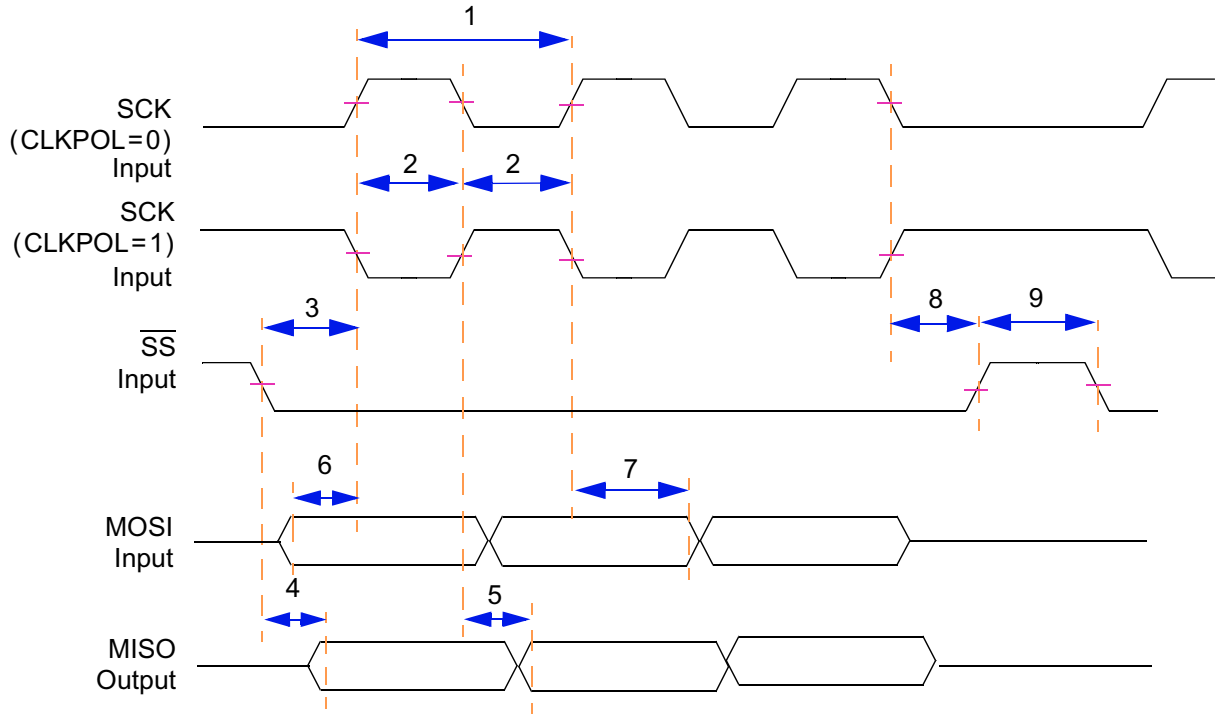 1
SCK
(CLKPOL=0)
Input
2 2
SCK
(CLKPOL=1)
Input
3 8 9
SS
Input
6 7
MOSI
Input
4 5
MISO
Output